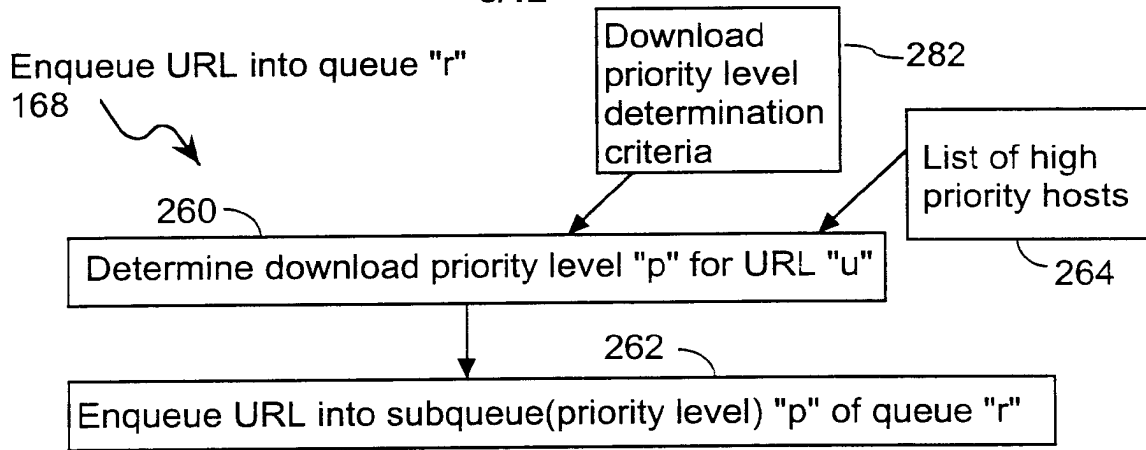 Enqueue URL into queue "r"
168
Download
priority level
determination
criteria
282
List of high
priority hosts
264
260
Determine download priority level "p" for URL "u"
262
Enqueue URL into subqueue(priority level) "p" of queue "r"